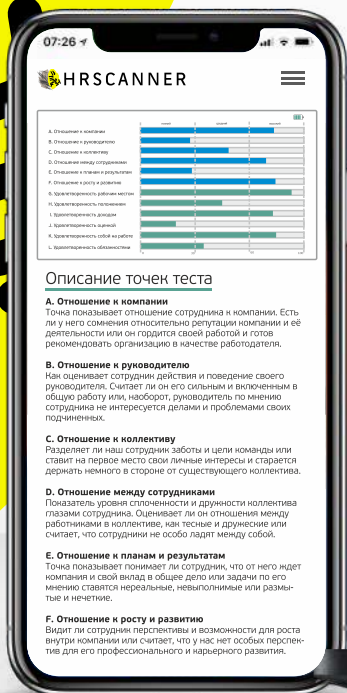 07:26
HRSCANNER
A. Отношение к компании
B. Отношение к руководителю
C. Отношение к коллективу
D. Отношение между сотрудниками
E. Отношение к планам и результатам
F. Отношение к росту и развитию
G. Удовлетворенность рабочим местом
H. Удовлетворенность положением
I. Удовлетворенность доходом
J. Удовлетворенность оценкой
K. Удовлетворенность собой на работе
L. Удовлетворенность обязанностями
Описание точек теста
A. Отношение к компании
Точка показывает отношение сотрудника к компании. Есть
ли у него сомнения относительно репутации компании и её
деятельности или он гордится своей работой и готов
рекомендовать организацию в качестве работодателя.
B. Отношение к руководителю
Как оценивает сотрудник действия и поведение своего
руководителя. Считает ли он его сильным и включенным в
общую работу или, наоборот, руководитель по мнению
сотрудника не интересуется делами и проблемами своих
подчиненных.
C. Отношение к коллективу
Разделяет ли наш сотрудник заботы и цели команды или
ставит на первое место свои личные интересы и старается
держать немного в стороне от существующего коллектива.
D. Отношение между сотрудниками
Показатель уровня сплоченности и дружности коллектива
глазами сотрудника. Оценивает ли он отношения между
работниками в коллективе, как тесные и дружеские или
считает, что сотрудники не особо ладят между собой.
E. Отношение к планам и результатам
Точка показывает понимает ли сотрудник, что от него ждет
компания и свой вклад в общее дело или задачи по его
мнению ставятся нереальные, невыполнимые или размы-
тые и нечеткие.
F. Отношение к росту и развитию
Видит ли сотрудник перспективы и возможности для роста
внутри компании или считает, что у нас нет особых перспек-
тив для его профессионального и карьерного развития.